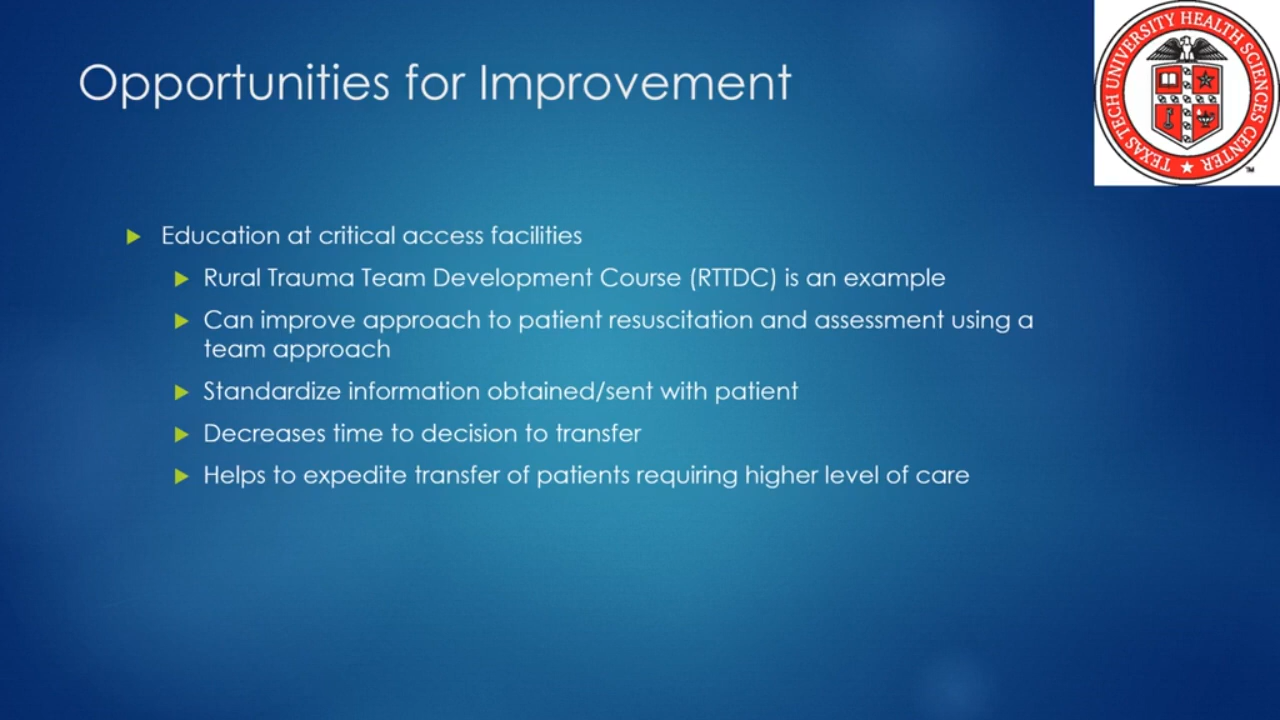 Opportunities for Improvement
TEXAS TECH UNIVERSITY HEALTH SCIENCES CENTER
TM
Education at critical access facilities
Rural Trauma Team Development Course (RTTDC) is an example
Can improve approach to patient resuscitation and assessment using a
team approach
Standardize information obtained/sent with patient
Decreases time to decision to transfer
Helps to expedite transfer of patients requiring higher level of care